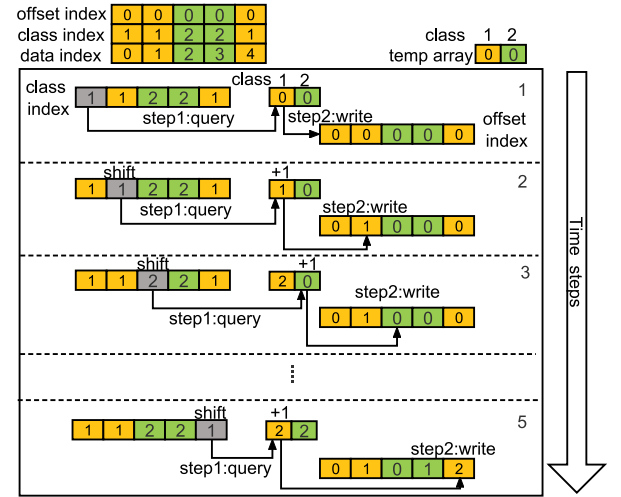 offset index 0 0 0 0 0
class index 1 1 2 2 1
data index 0 1 2 3 4
class 1 2
temp array 0 0
class index 1 1 2 2 1
class 1 2
0 0
1
step1:query
step2:write
0 0 0 0 0
offset index
shift
1 1 2 2 1
+1
1 0
2
step1:query
step2:write
0 1 0 0 0
shift
1 1 2 2 1
+1
2 0
3
step1:query
step2:write
0 1 0 0 0
shift
1 1 2 2 1
+1
2 2
5
step1:query
step2:write
0 1 0 1 2
Time steps